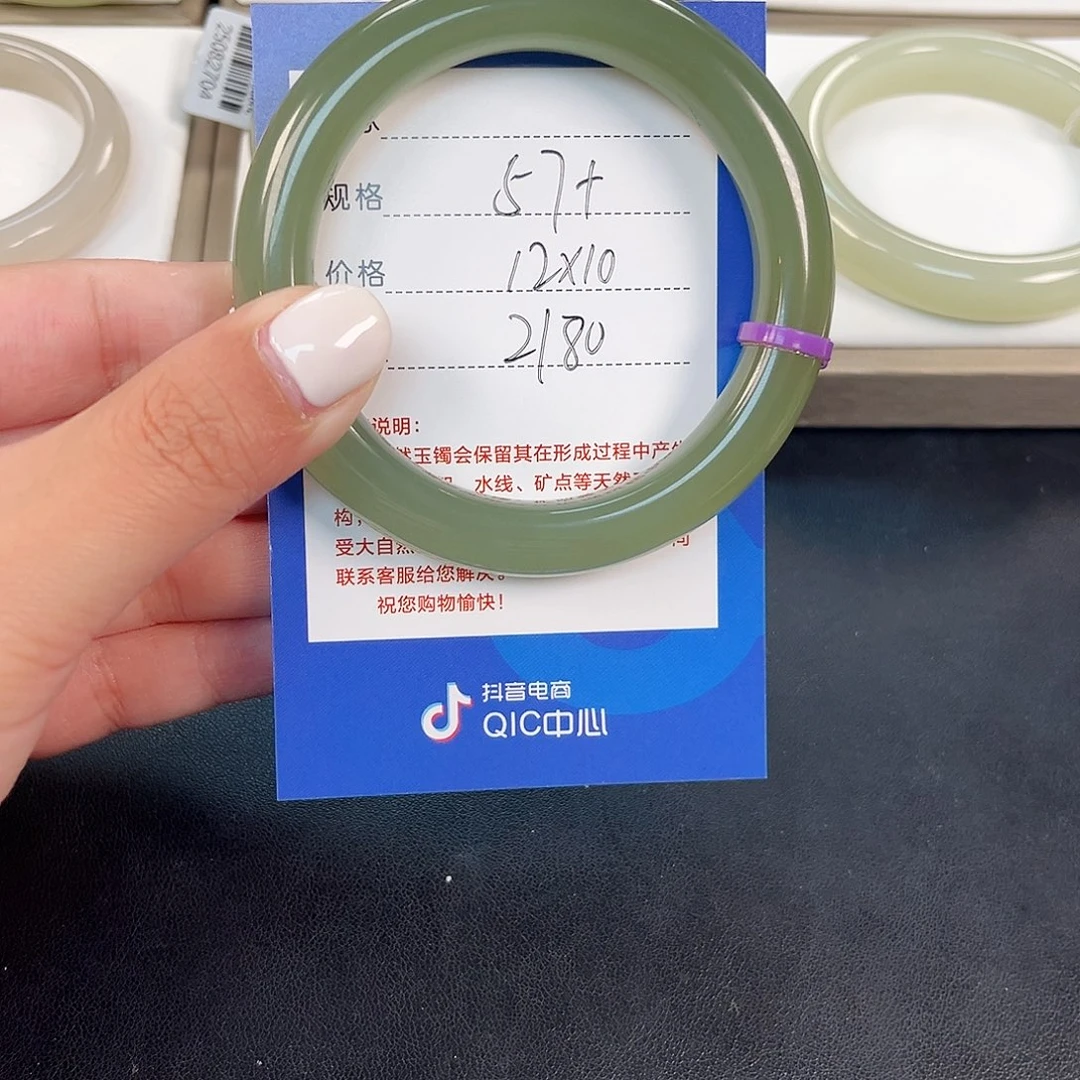 25082704
规格 57+
价格 12X10
2180
说明:
玉镯会保留其在形成过程中产
水线、矿点等天然
构,
受大自然
联系客服给您解决。
祝您购物愉快!
抖音电商
QIC中心